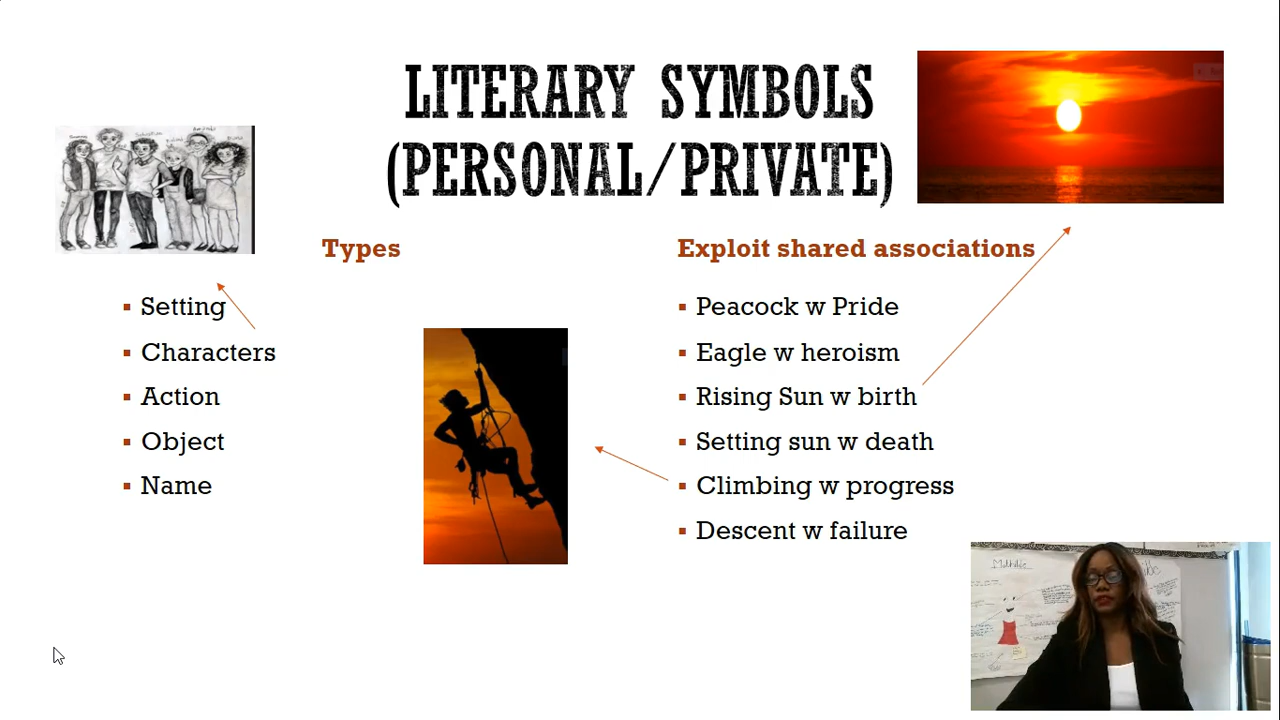 LITERARY SYMBOLS
(PERSONAL/PRIVATE)
Types
Setting
Characters
Action
Object
Name
Exploit shared associations
Peacock w Pride
Eagle w heroism
Rising Sun w birth
Setting sun w death
Climbing w progress
Descent w failure